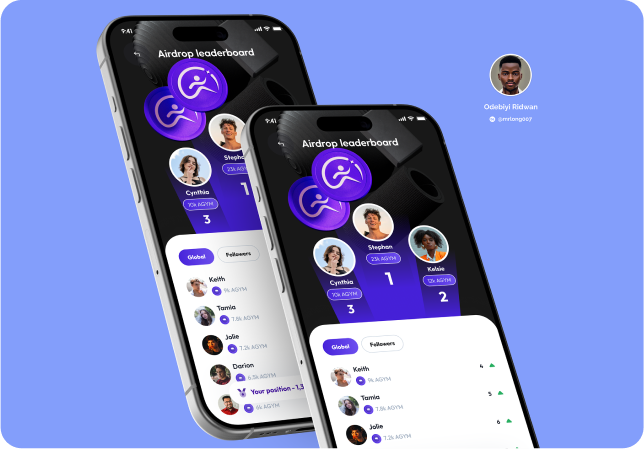 9:41
Airdrop leaderboard
Stephan
23k AGYM
Cynthia
10k AGYM
1
3
Global
Followers
Keith
9k AGYM
Tamia
7.8k AGYM
Jolie
7.2k AGYM
Darion
6.5k AGYM
Your position - 1,3
6k AGYM
9:41
Airdrop leaderboard
Stephan
23k AGYM
Cynthia
10k AGYM
Kelsie
12k AGYM
1
3
2
Global
Followers
Keith
9k AGYM
4
Tamia
7.8k AGYM
5
Jolie
7.2k AGYM
6
Odebiyi Ridwan
@mitong007